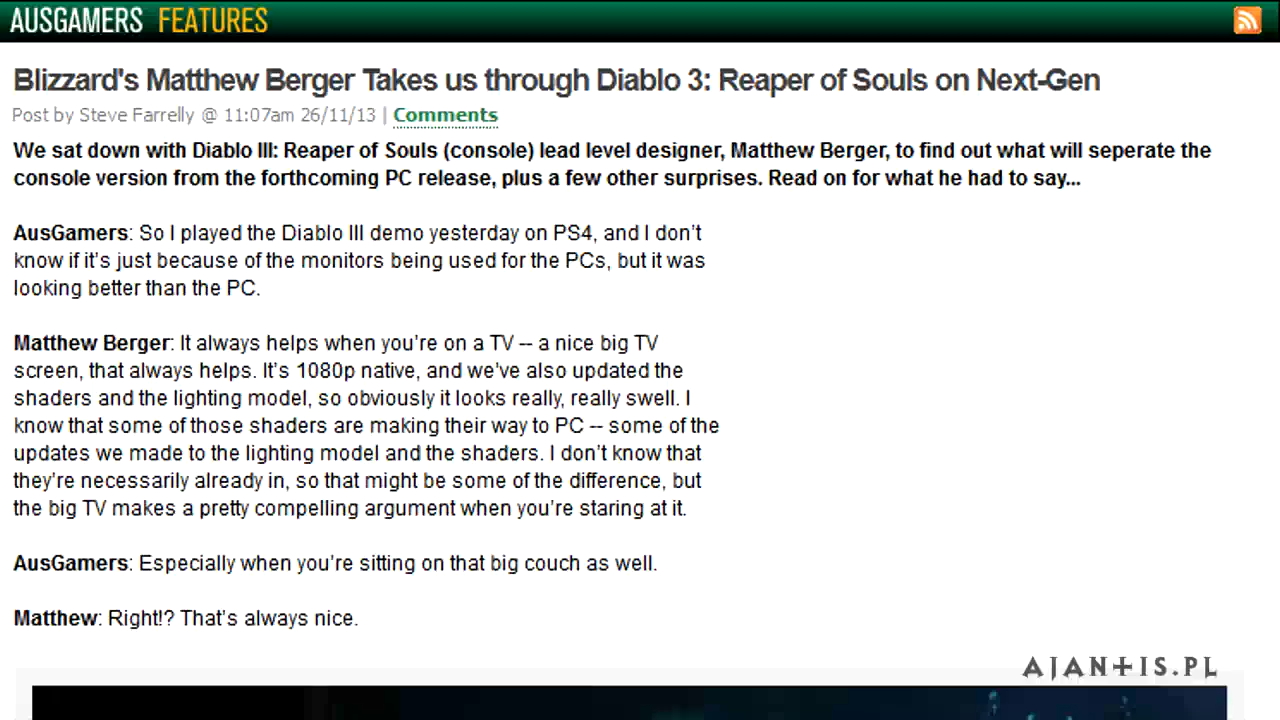 AUSGAMERS FEATURES
Blizzard's Matthew Berger Takes us through Diablo 3: Reaper of Souls on Next-Gen
Post by Steve Farrelly @ 11:07am 26/11/13 | Comments
We sat down with Diablo III: Reaper of Souls (console) lead level designer, Matthew Berger, to find out what will seperate the
console version from the forthcoming PC release, plus a few other surprises. Read on for what he had to say...
AusGamers: So I played the Diablo III demo yesterday on PS4, and I don't
know if it's just because of the monitors being used for the PCs, but it was
looking better than the PC.
Matthew Berger: It always helps when you're on a TV -- a nice big TV
screen, that always helps. It's 1080p native, and we've also updated the
shaders and the lighting model, so obviously it looks really, really swell. I
know that some of those shaders are making their way to PC -- some of the
updates we made to the lighting model and the shaders. I don't know that
they're necessarily already in, so that might be some of the difference, but
the big TV makes a pretty compelling argument when you're staring at it.
AusGamers: Especially when you're sitting on that big couch as well.
Matthew: Right!? That's always nice.
AJANTIS.PL